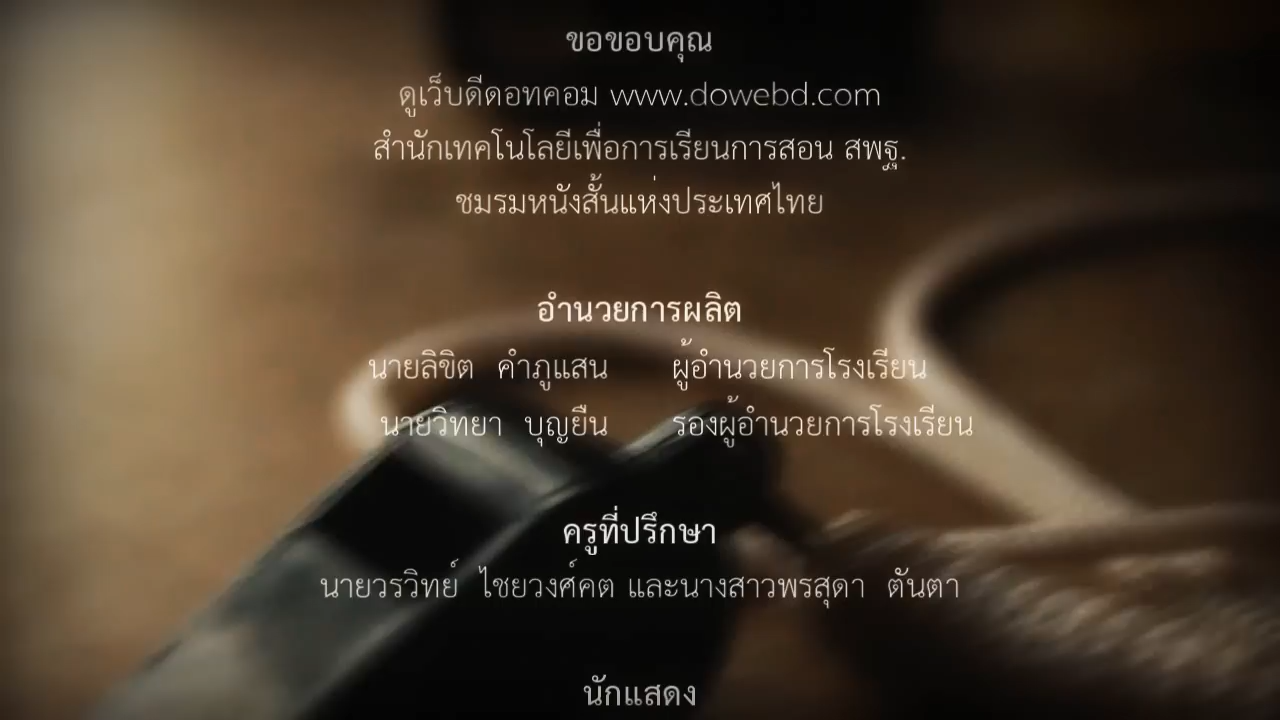 ขอขอบคุณ
ดูเว็บดีดอทคอม www.dowebd.com
สำนักเทคโนโลยีเพื่อการเรียนการสอน สพฐ.
ชมรมหนังสั้นแห่งประเทศไทย
อำนวยการผลิต
นายลิขิต คำภูแสน ผู้อำนวยการโรงเรียน
นายวิทยา บุญยืน รองผู้อำนวยการโรงเรียน
ครูที่ปรึกษา
นายวรวิทย์ ไชยวงศ์คต และนางสาวพรสุดา ตันตา
นักแสดง